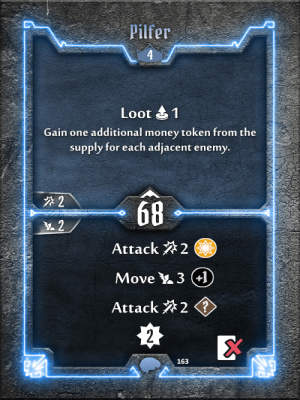 Pilfer
4
Loot 1
Gain one additional money token from the
supply for each adjacent enemy.
2
68
2
Attack 2
Move 3 +1
Attack 2 ?
2
163